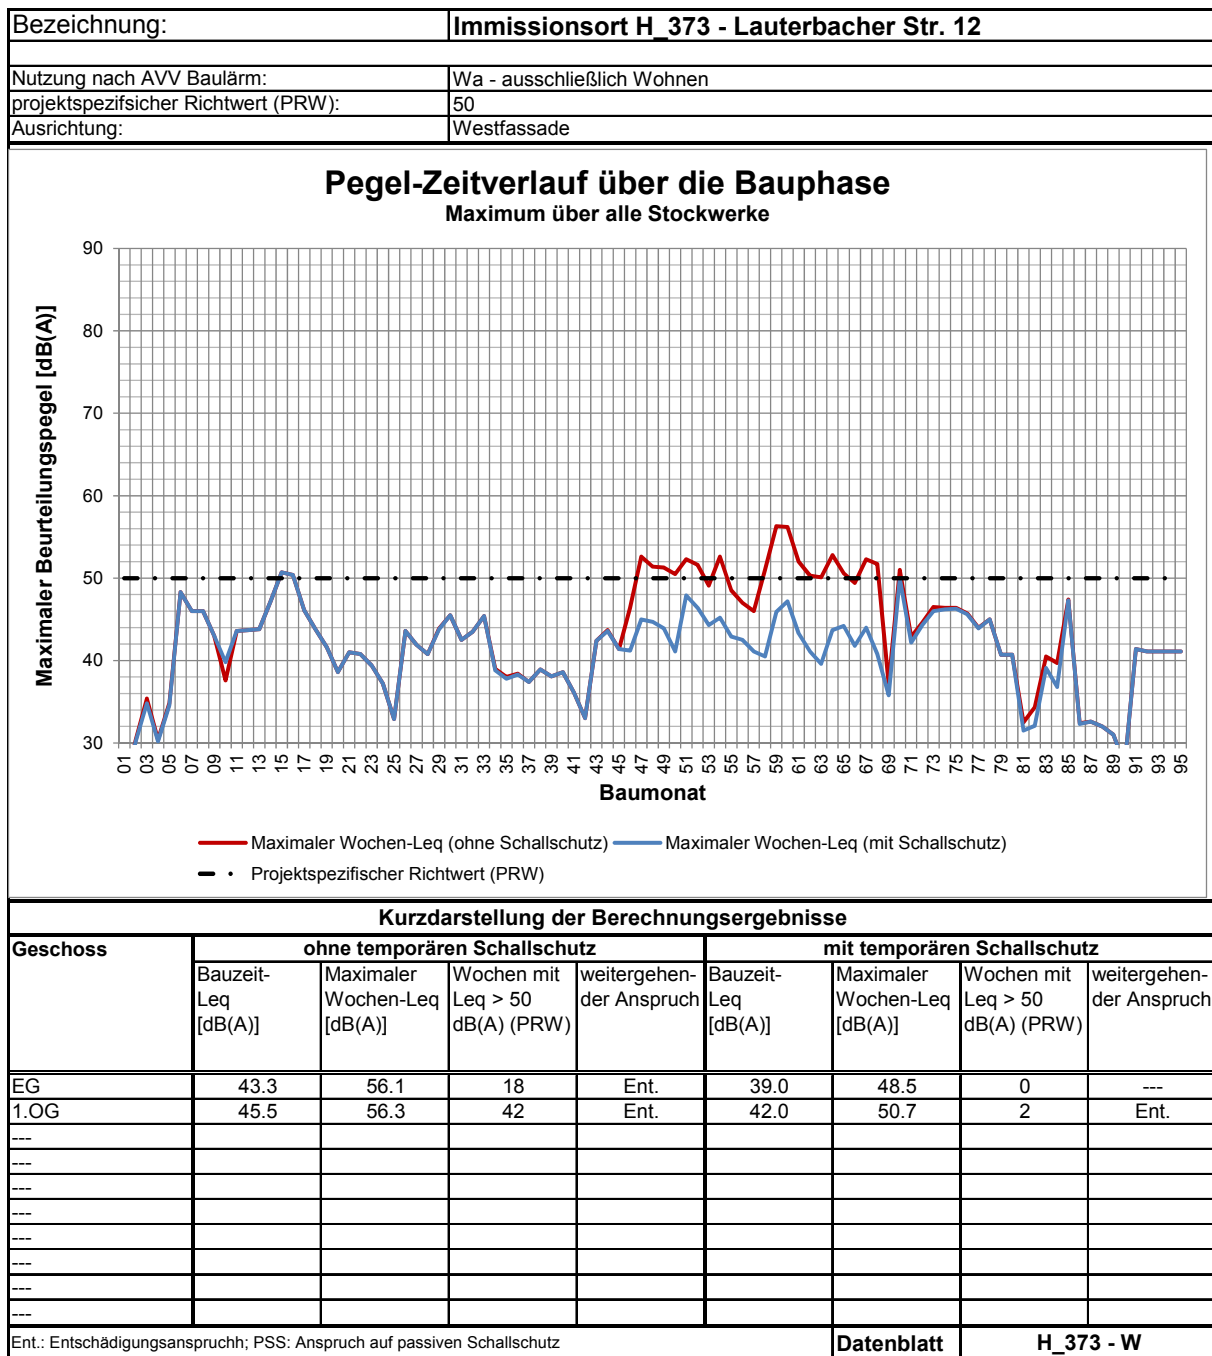 Bezeichnung: Immissionsort H_373 - Lauterbacher Str. 12
Nutzung nach AVV Baulärm: Wa - ausschließlich Wohnen
projektspezifsicher Richtwert (PRW): 50
Ausrichtung: Westfassade
Pegel-Zeitverlauf über die Bauphase
Maximum über alle Stockwerke
Maximaler Beurteilungspegel [dB(A)]
90
80
70
60
50
40
30
01 03 05 07 09 11 13 15 17 19 21 23 25 27 29 31 33 35 37 39 41 43 45 47 49 51 53 55 57 59 61 63 65 67 69 71 73 75 77 79 81 83 85 87 89 91 93 95
Baumonat
Maximaler Wochen-Leq (ohne Schallschutz) Maximaler Wochen-Leq (mit Schallschutz)
Projektspezifischer Richtwert (PRW)
Kurzdarstellung der Berechnungsergebnisse
Geschoss ohne temporären Schallschutz mit temporären Schallschutz
Bauzeit- Maximaler Wochen mit weitergehen- Bauzeit- Maximaler Wochen mit weitergehen-
Leq Wochen-Leq Leq > 50 der Anspruch Leq Wochen-Leq Leq > 50 der Anspruch
[dB(A)] [dB(A)] dB(A) (PRW) [dB(A)] [dB(A)] dB(A) (PRW)
EG 43.3 56.1 18 Ent. 39.0 48.5 0 ---
1.OG 45.5 56.3 42 Ent. 42.0 50.7 2 Ent.
---
---
---
---
---
---
---
---
Ent.: Entschädigungsanspruchh; PSS: Anspruch auf passiven Schallschutz Datenblatt H_373 - W